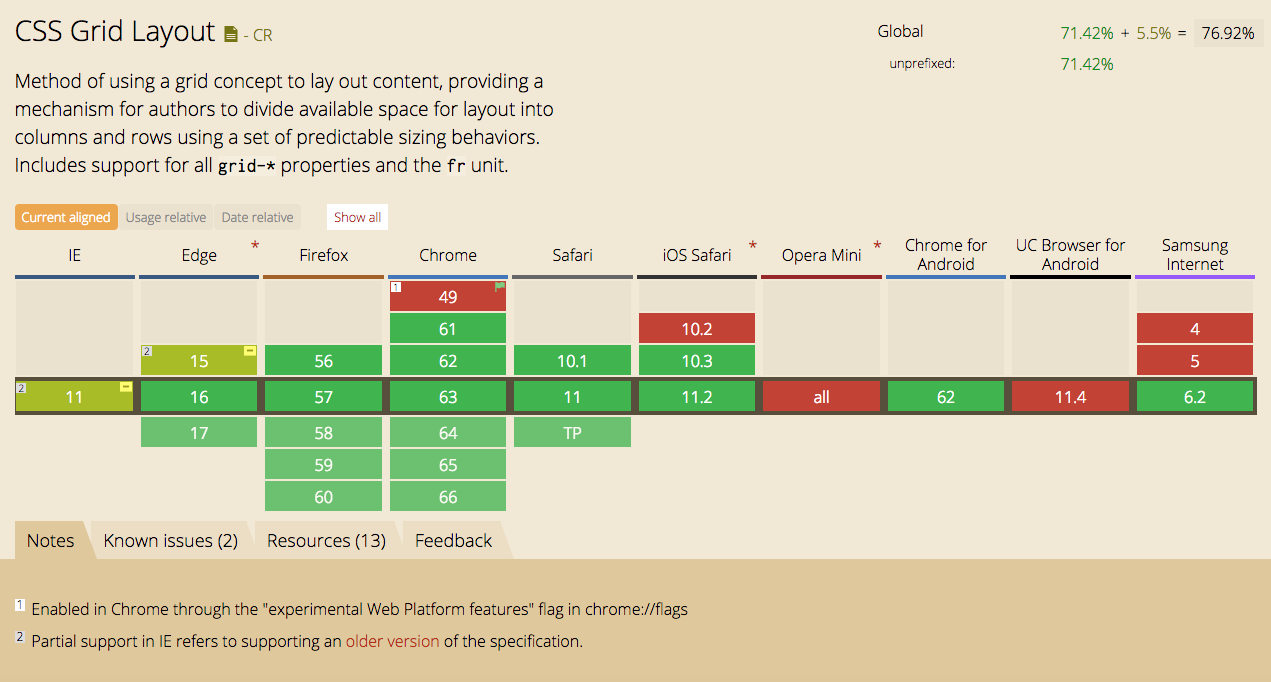 CSS Grid Layout - CR
Global 71.42% + 5.5% = 76.92%
unprefixed: 71.42%
Method of using a grid concept to lay out content, providing a
mechanism for authors to divide available space for layout into
columns and rows using a set of predictable sizing behaviors.
Includes support for all grid-* properties and the fr unit.
Current aligned Usage relative Date relative Show all
IE Edge * Firefox Chrome Safari iOS Safari * Opera Mini * Chrome for Android UC Browser for Android Samsung Internet
1 49
61 10.2 4
2 15 56 62 10.1 10.3 5
2 11 16 57 63 11 11.2 all 62 11.4 6.2
17 58 64 TP
59 65
60 66
Notes Known issues (2) Resources (13) Feedback
1 Enabled in Chrome through the "experimental Web Platform features" flag in chrome://flags
2 Partial support in IE refers to supporting an older version of the specification.